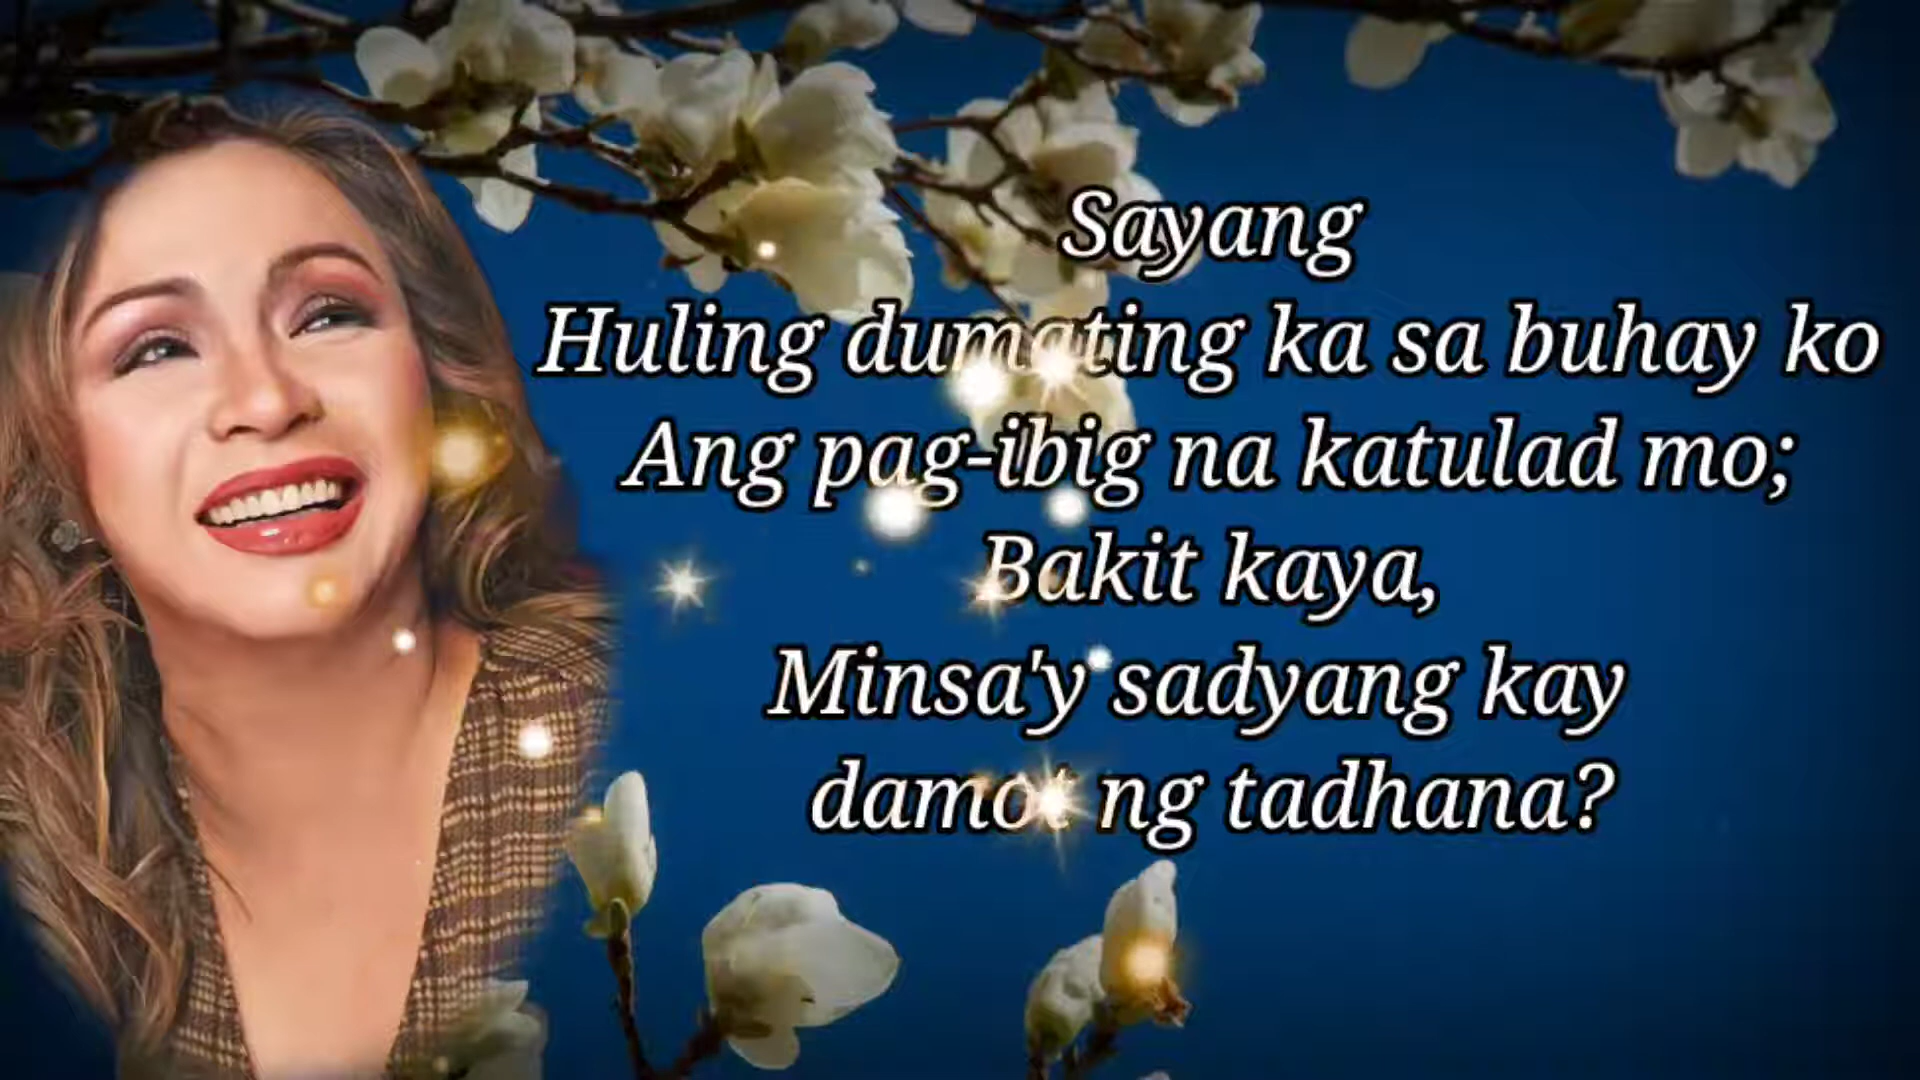 Sayang
Huling dumating ka sa buhay ko
Ang pag-ibig na katulad mo;
Bakit kaya,
Minsa'y sadyang kay
damot ng tadhana?